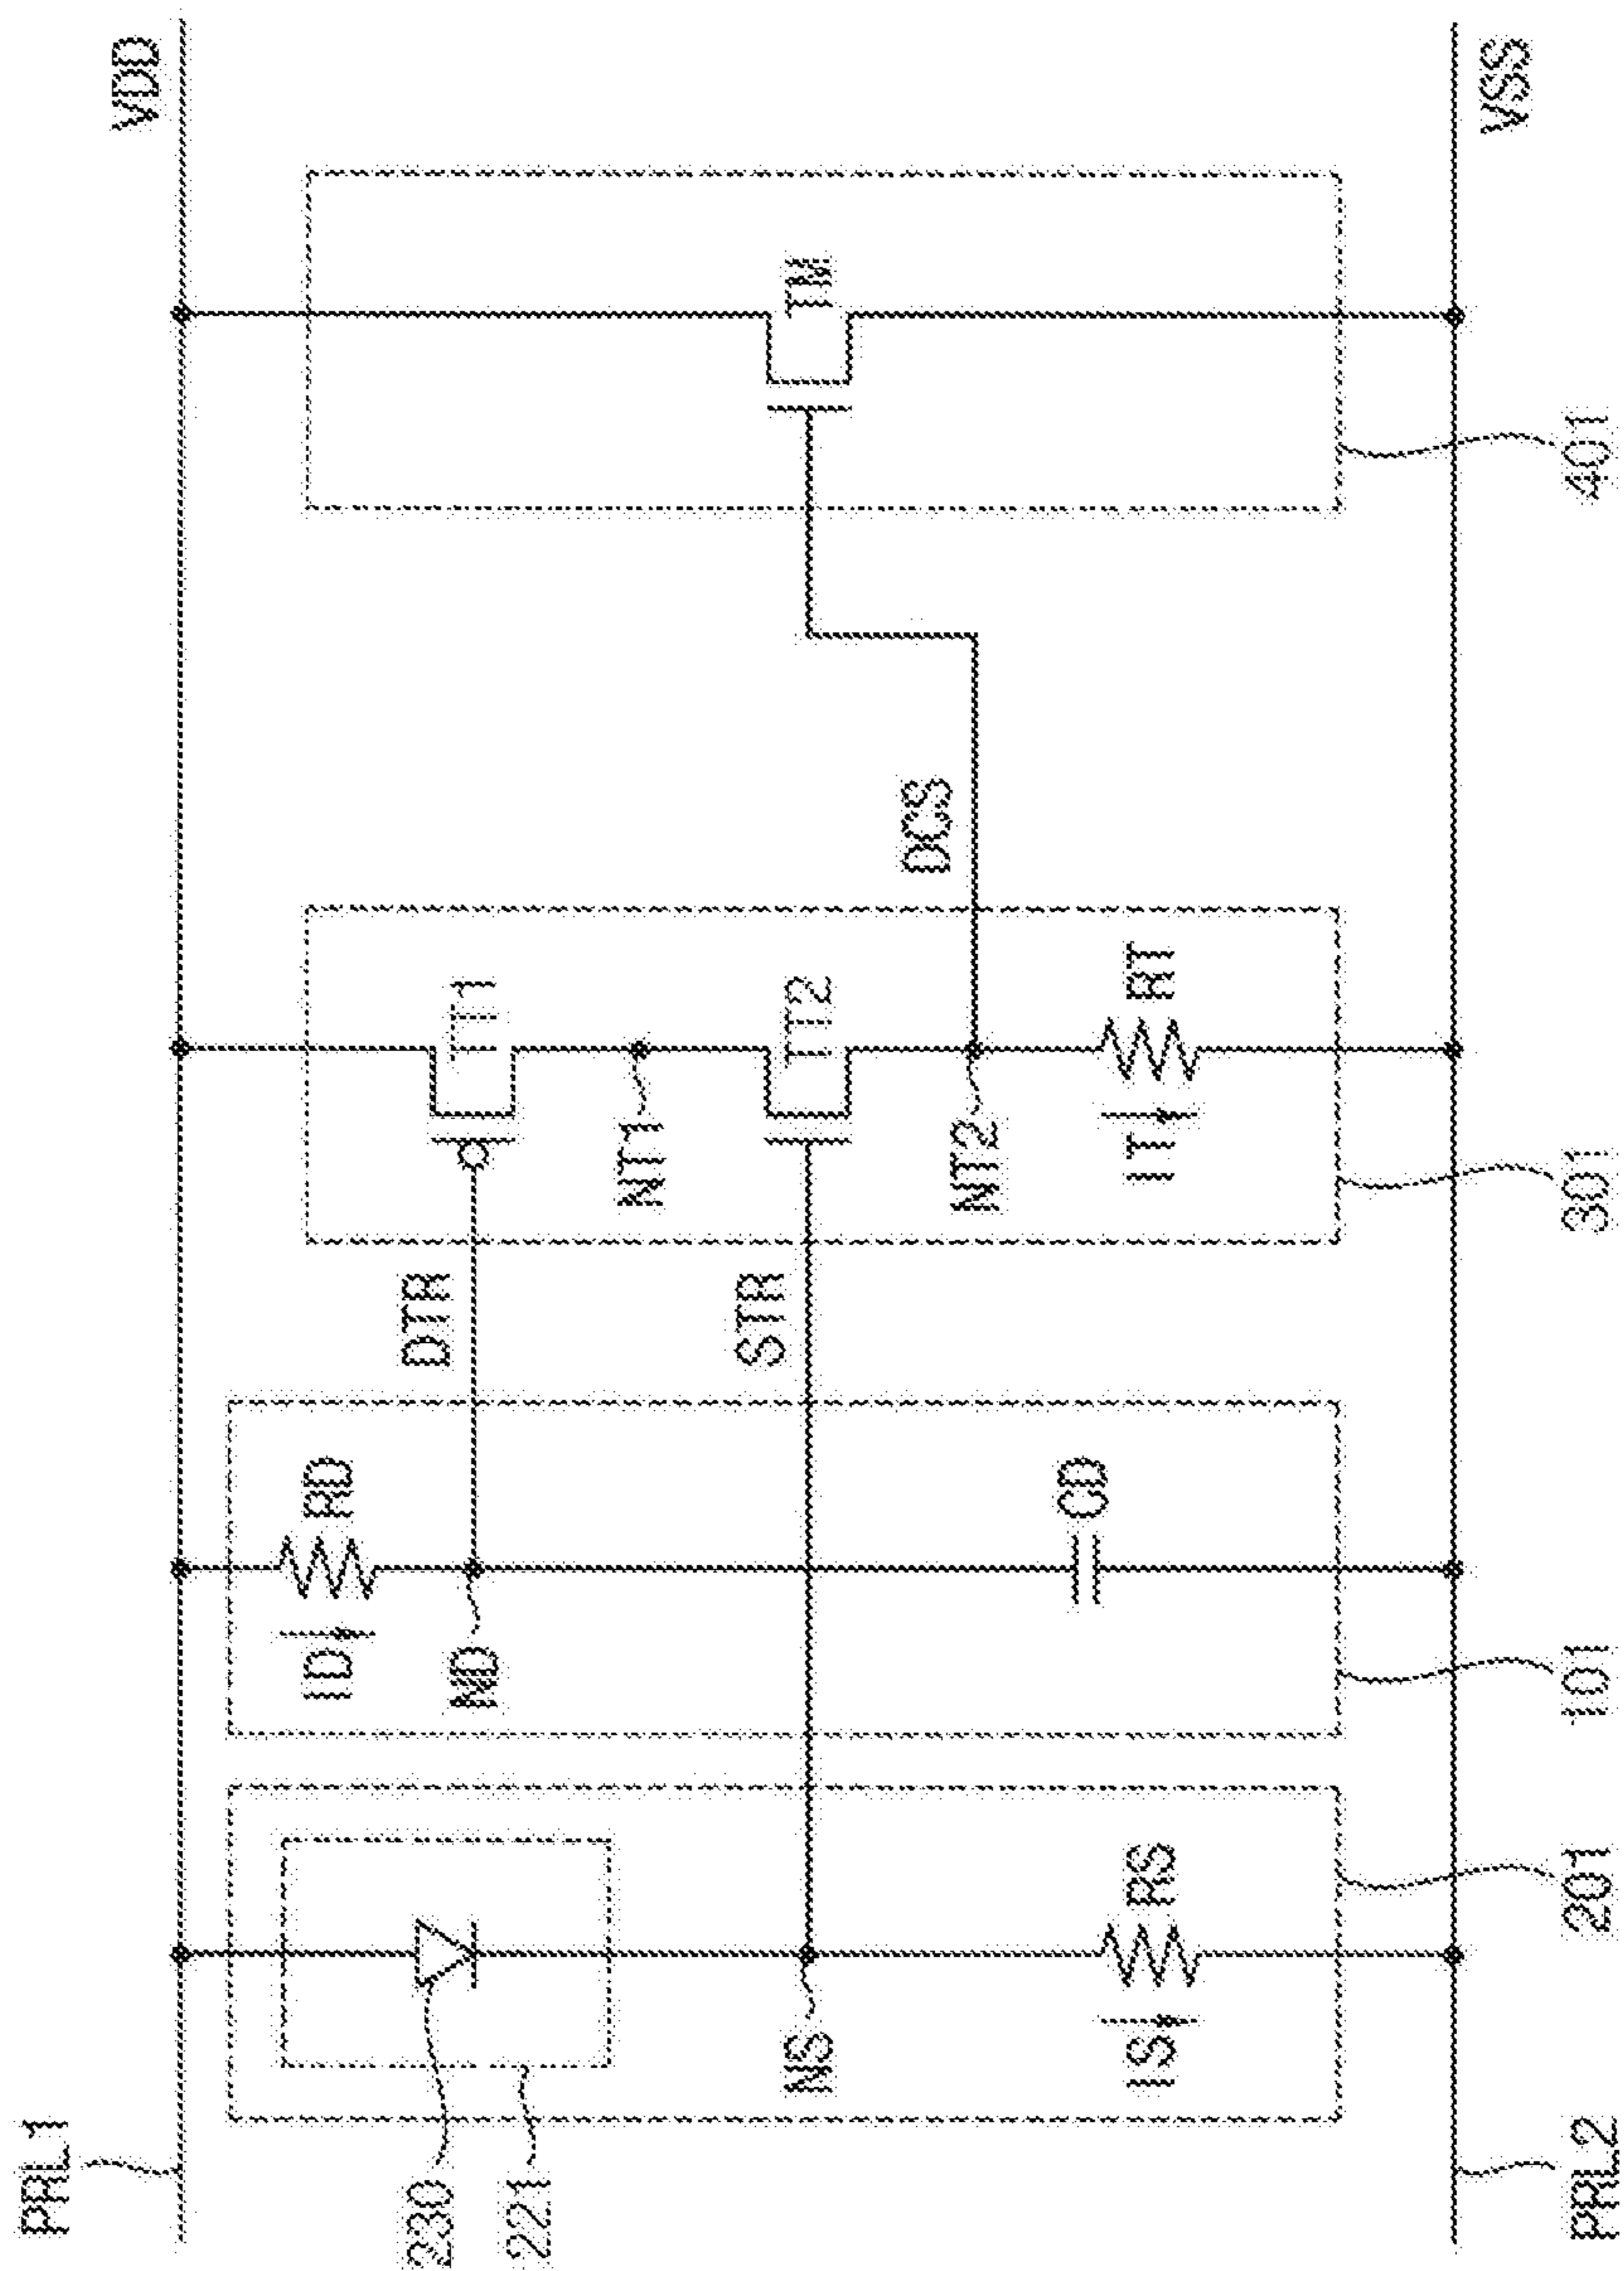 PRL1
VDD
230
221
ID
RD
ND
DTR
TT1
NT1
NS
STR
TT2
TM
NT2
DCS
IS
RS
CD
IT
RT
PRL2
VSS
201
101
301
401